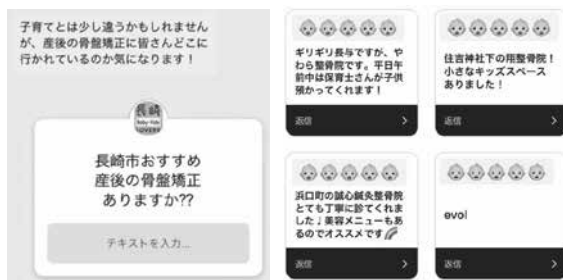 子育てとは少し違うかもしれません
が、産後の骨盤矯正に皆さんどこに
行かれているのか気になります！
長崎
Baby・Kids
LOVERS
長崎市おすすめ
産後の骨盤矯正
ありますか??
テキストを入力...
ギリギリ長与ですが、や
わら整骨院です。平日午
前中は保育士さんが子供
預かってくれます！
返信
住吉神社下の翔整骨院！
小さなキッズスペース
ありました！
返信
浜口町の誠心鍼灸整骨院
とても丁寧に診てくれま
した♩美容メニューもあ
るのでオススメです🌈
返信
evol
返信